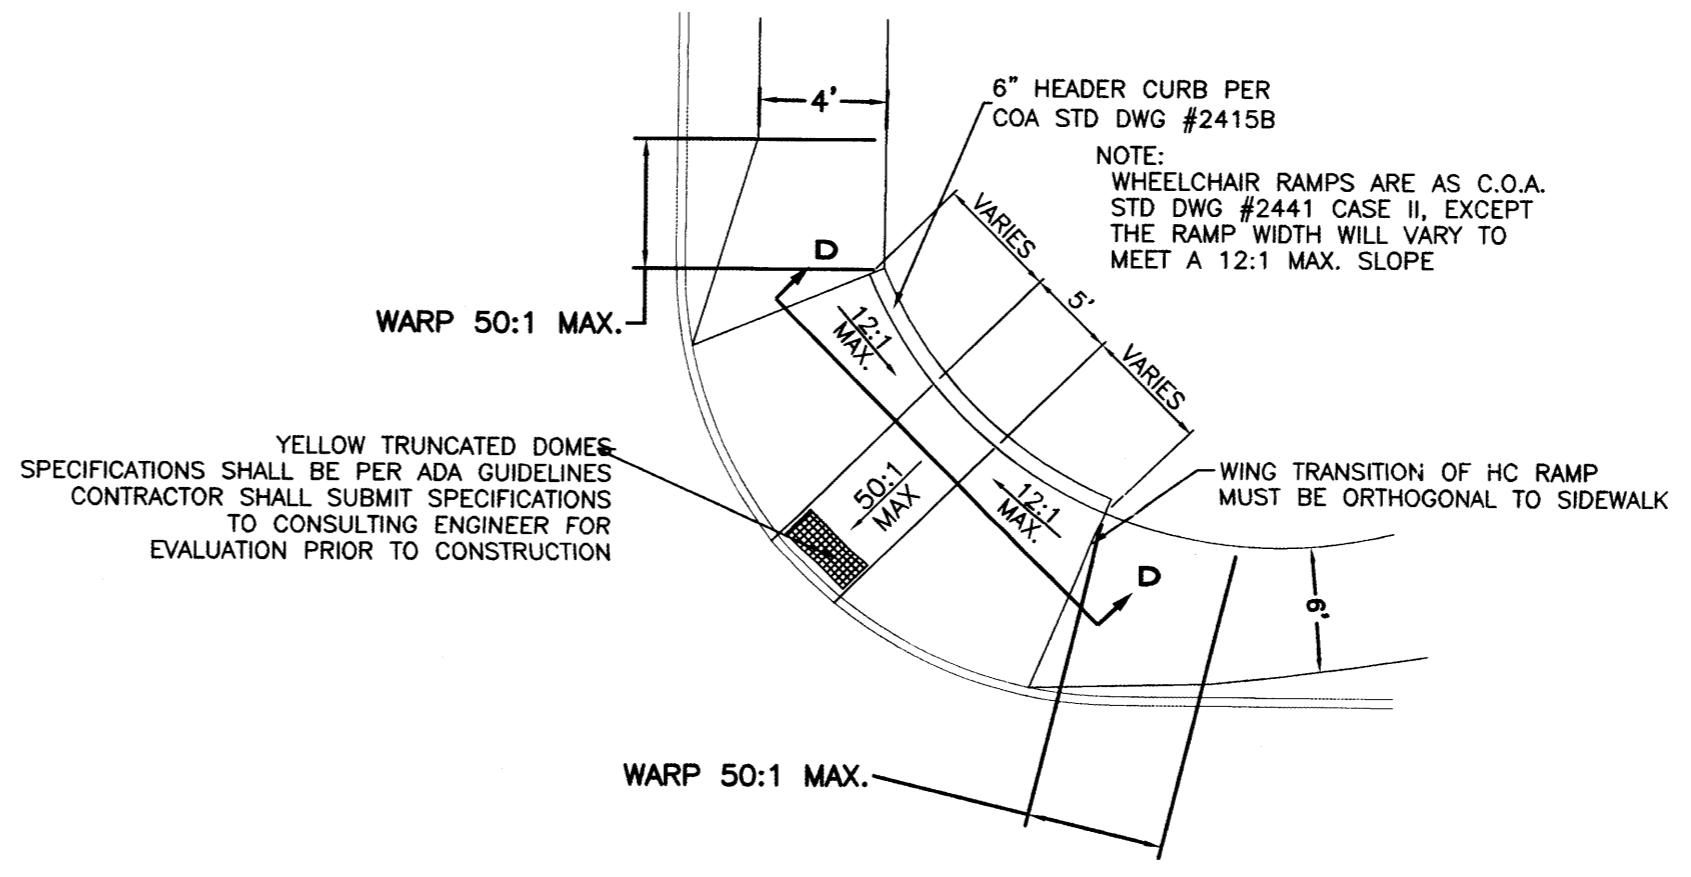 4'
6" HEADER CURB PER
COA STD DWG #2415B
NOTE:
WHEELCHAIR RAMPS ARE AS C.O.A.
STD DWG #2441 CASE II, EXCEPT
THE RAMP WIDTH WILL VARY TO
MEET A 12:1 MAX. SLOPE
VARIES
5'
VARIES
D
WARP 50:1 MAX.
12:1
MAX.
YELLOW TRUNCATED DOMES
SPECIFICATIONS SHALL BE PER ADA GUIDELINES
CONTRACTOR SHALL SUBMIT SPECIFICATIONS
TO CONSULTING ENGINEER FOR
EVALUATION PRIOR TO CONSTRUCTION
50:1
MAX
12:1
MAX.
WING TRANSITION OF HC RAMP
MUST BE ORTHOGONAL TO SIDEWALK
D
6'
WARP 50:1 MAX.